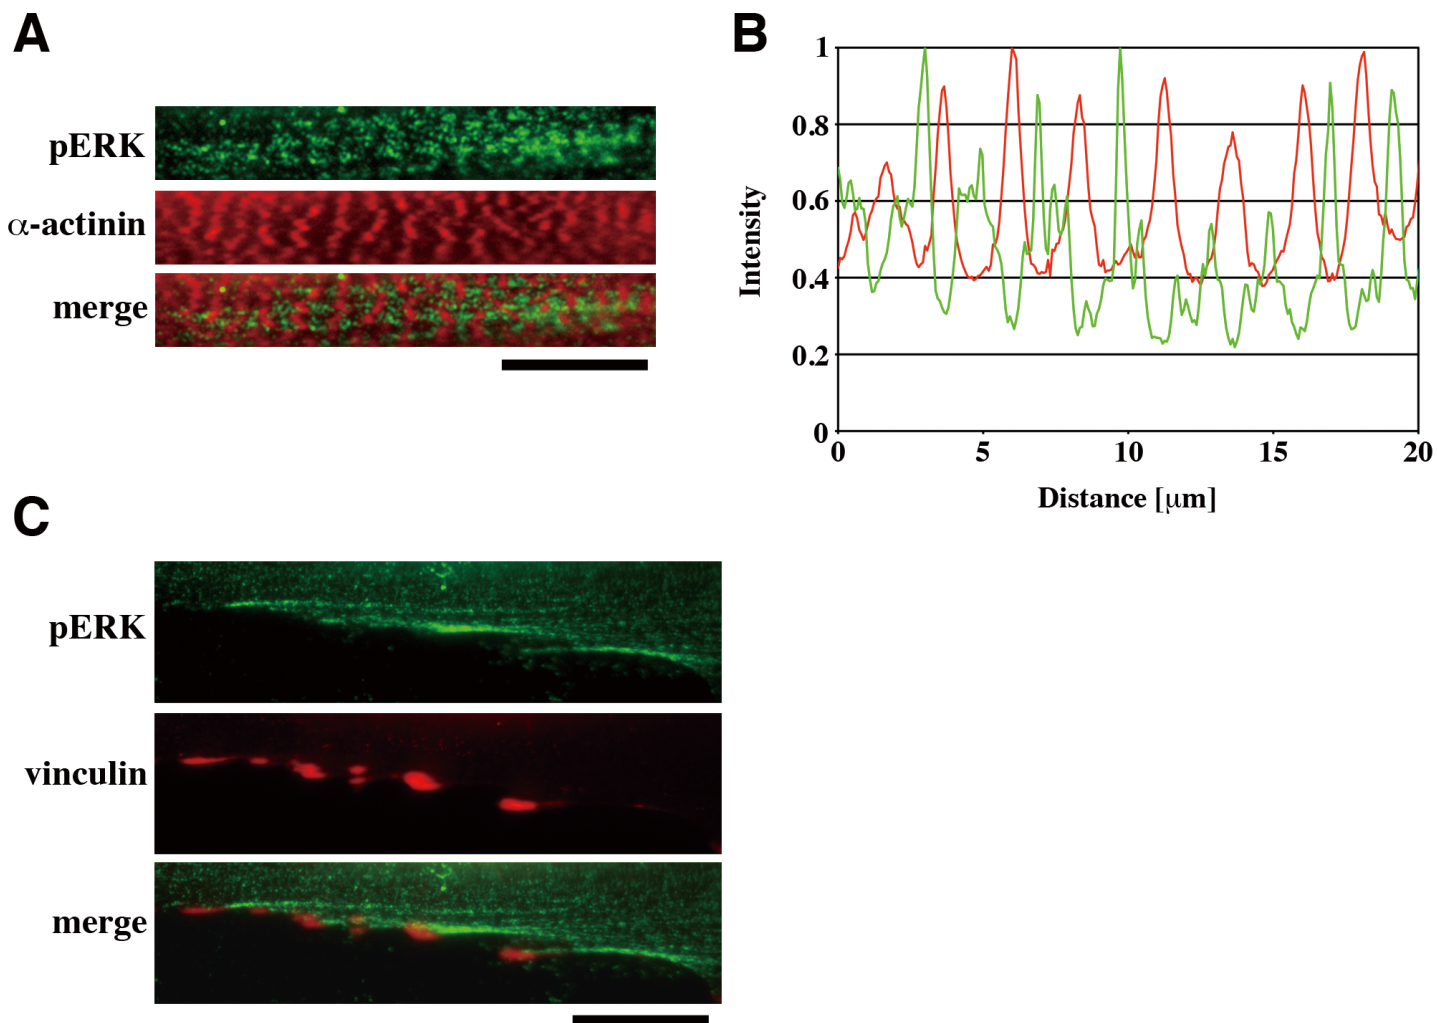 A
pERK
α-actinin
merge
B
1
0.8
0.6
0.4
0.2
0
Intensity
0 5 10 15 20
Distance [μm]
C
pERK
vinculin
merge